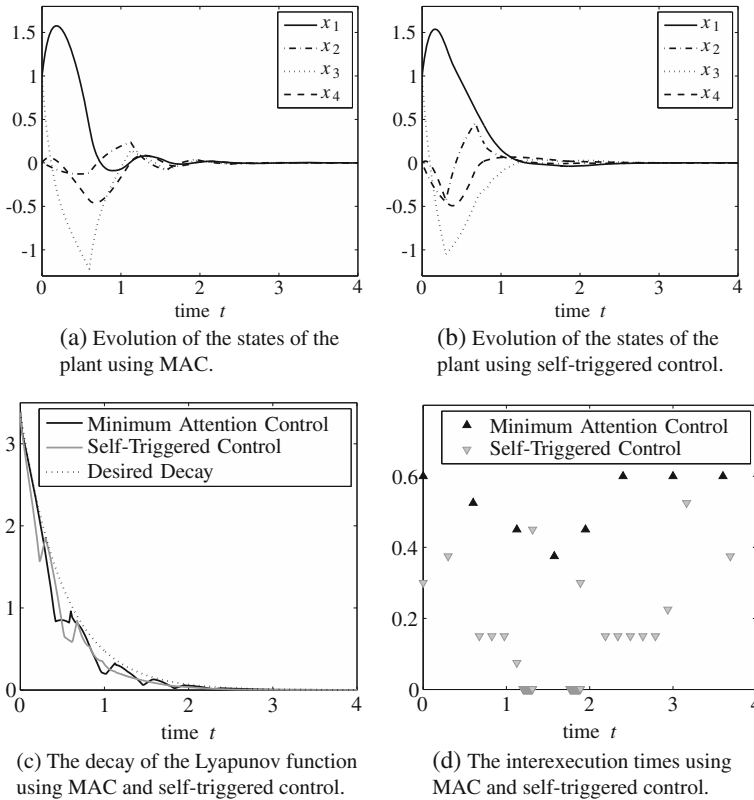 1.5
1
0.5
0
-0.5
-1
x1
x2
x3
x4
0 1 2 3 4
time t
(a) Evolution of the states of the
plant using MAC.
1.5
1
0.5
0
-0.5
-1
x1
x2
x3
x4
0 1 2 3 4
time t
(b) Evolution of the states of the
plant using self-triggered control.
3
2
1
0
Minimum Attention Control
Self-Triggered Control
Desired Decay
0 1 2 3 4
time t
(c) The decay of the Lyapunov function
using MAC and self-triggered control.
0.6
0.4
0.2
0
Minimum Attention Control
Self-Triggered Control
0 1 2 3 4
time t
(d) The interexecution times using
MAC and self-triggered control.